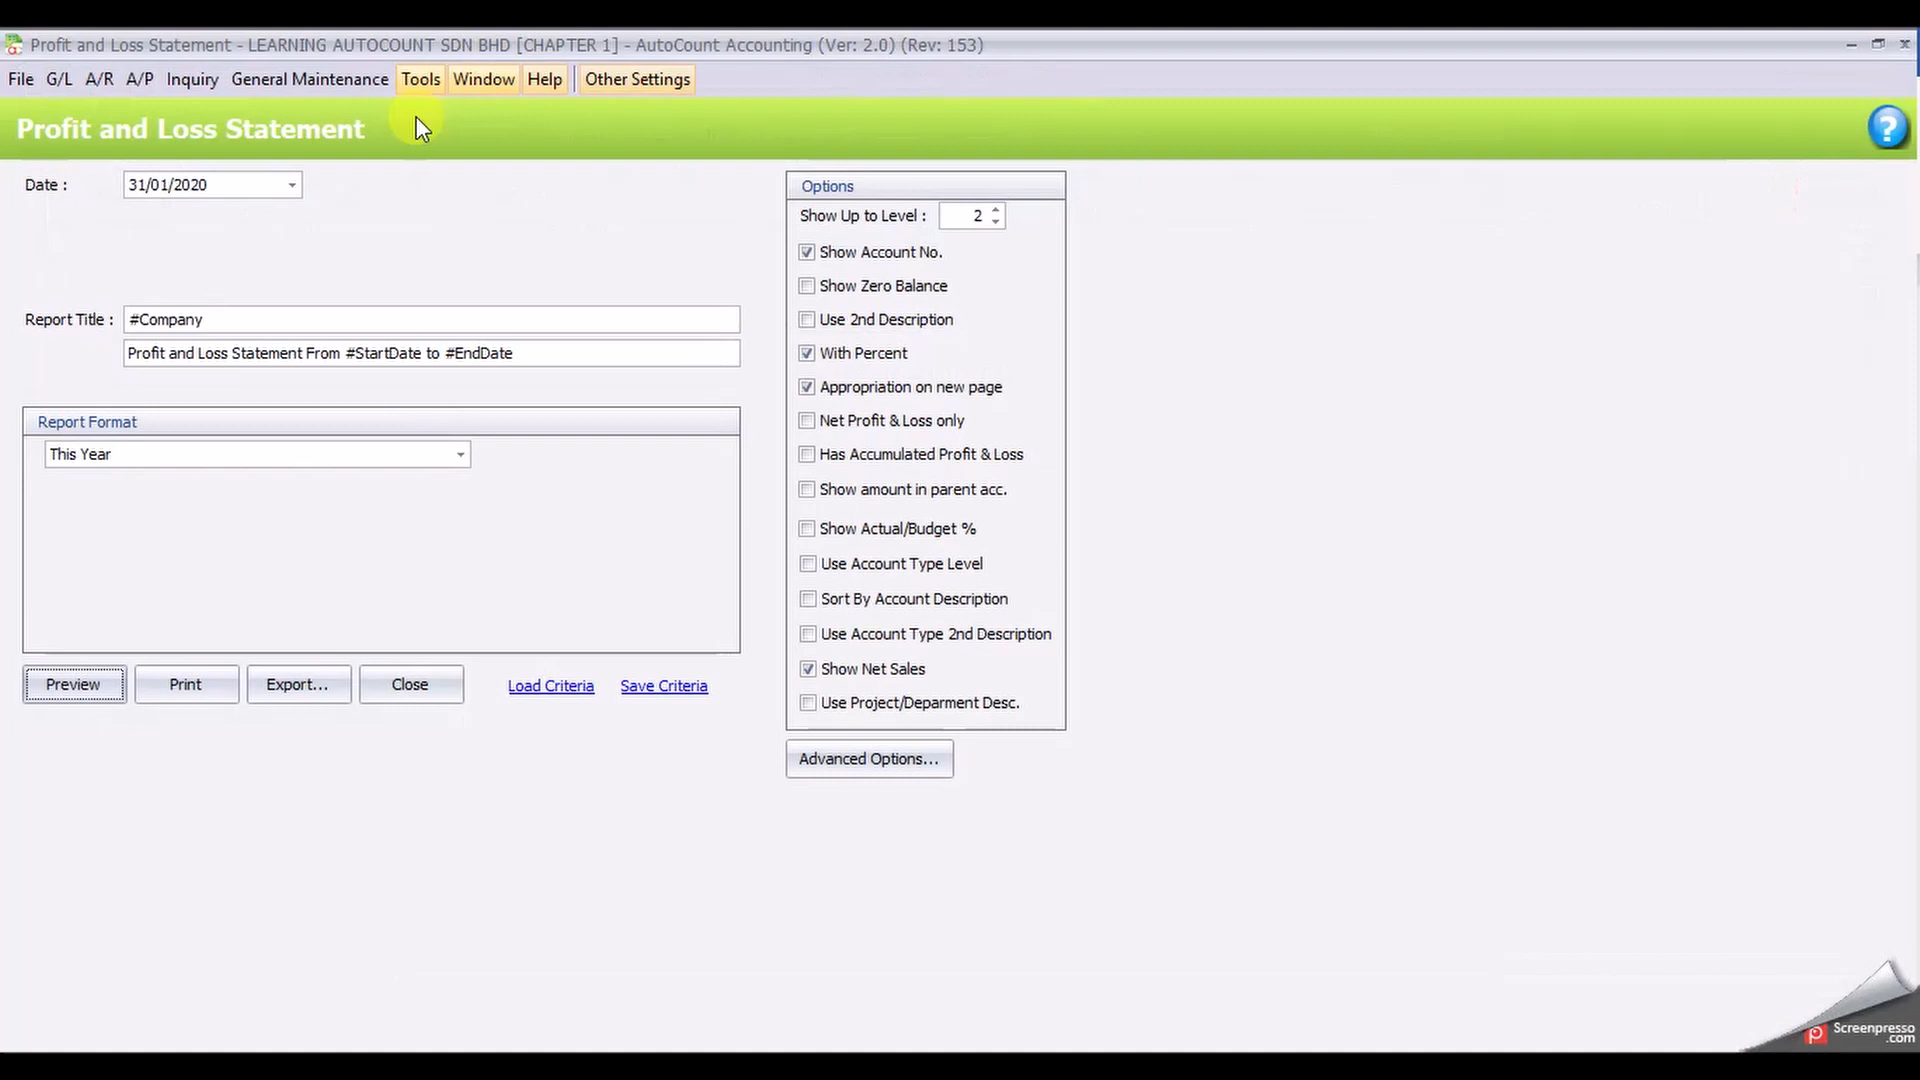 Profit and Loss Statement - LEARNING AUTOCOUNT SDN BHD [CHAPTER 1] - AutoCount Accounting (Ver: 2.0) (Rev: 153)
File G/L A/R A/P Inquiry General Maintenance Tools Window Help Other Settings
Profit and Loss Statement
Date : 31/01/2020
Report Title : #Company
Profit and Loss Statement From #StartDate to #EndDate
Report Format
This Year
Preview Print Export... Close Load Criteria Save Criteria
Options
Show Up to Level : 2
Show Account No.
Show Zero Balance
Use 2nd Description
With Percent
Appropriation on new page
Net Profit & Loss only
Has Accumulated Profit & Loss
Show amount in parent acc.
Show Actual/Budget %
Use Account Type Level
Sort By Account Description
Use Account Type 2nd Description
Show Net Sales
Use Project/Deparment Desc.
Advanced Options...
Screenpresso
.com